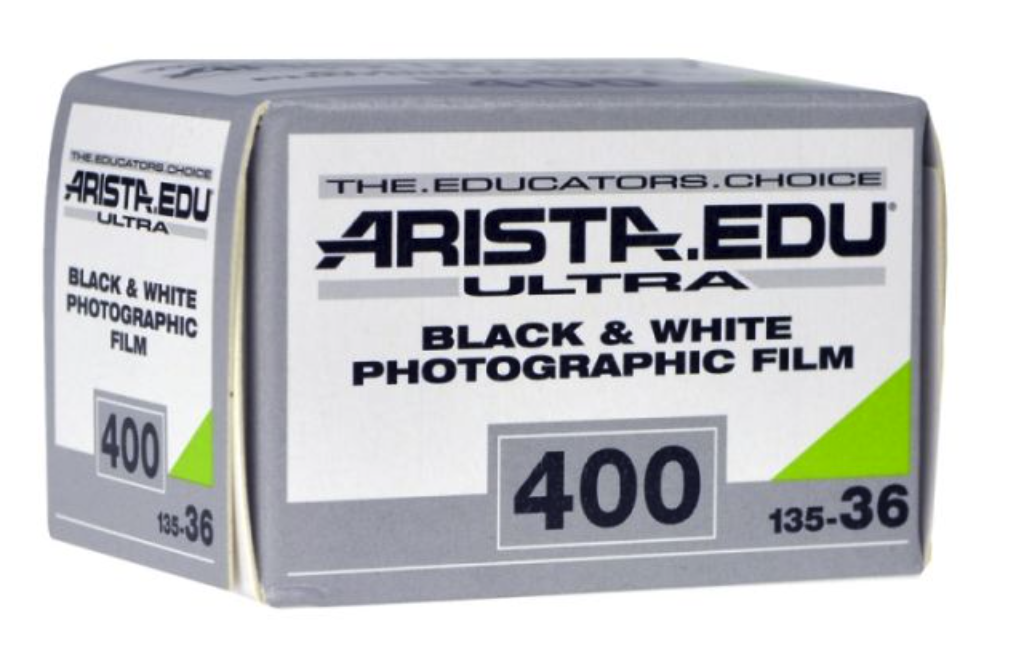 THE.EDUCATORS.CHOICE
ARISTA.EDU
ULTRA
BLACK & WHITE
PHOTOGRAPHIC
FILM
400
135-36
THE.EDUCATORS.CHOICE
ARISTA.EDU®
ULTRA
BLACK & WHITE
PHOTOGRAPHIC FILM
400
135-36